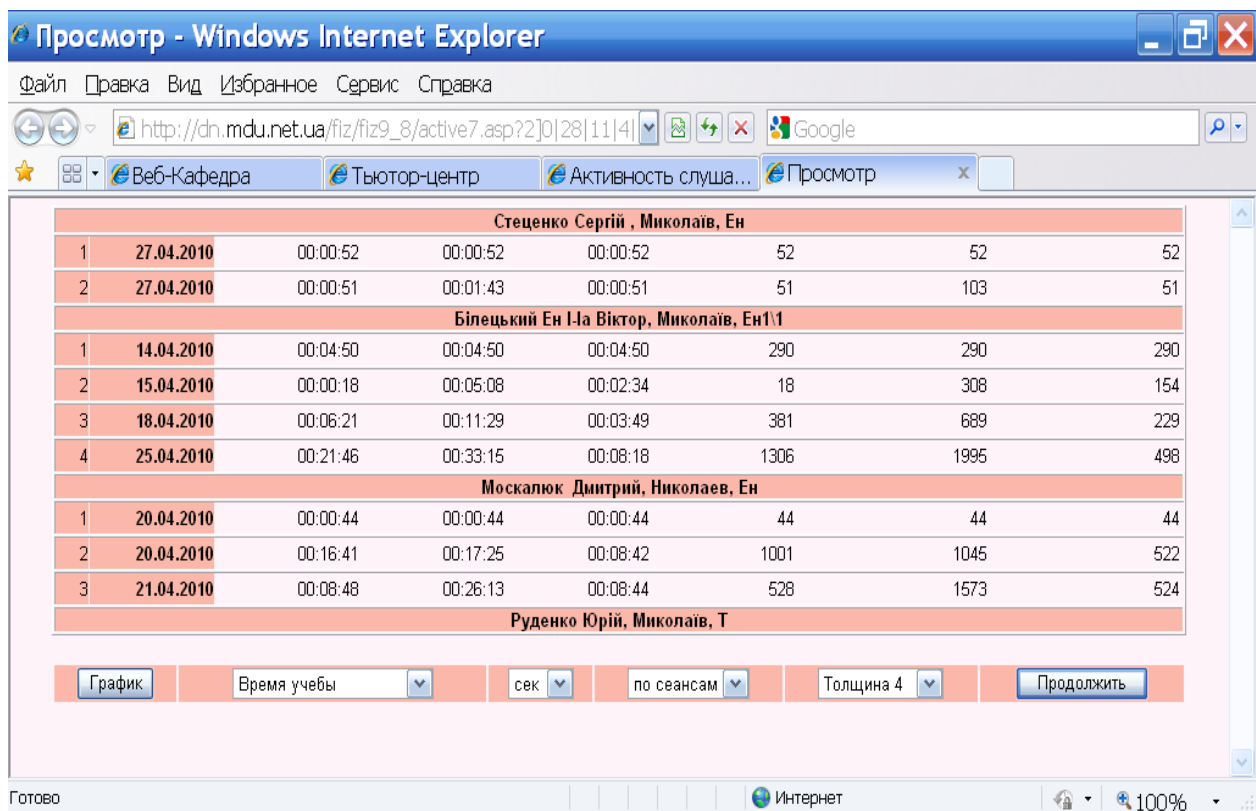 Просмотр - Windows Internet Explorer
Файл Правка Вид Избранное Сервис Справка
http://dn.mdu.net.ua/fiz/fiz9_8/active7.asp?2]0|28|11|4| Google
Веб-Кафедра Тьютор-центр Активность слуша... Просмотр x
Стеценко Сергій , Миколаїв, Ен
1 27.04.2010 00:00:52 00:00:52 00:00:52 52 52 52
2 27.04.2010 00:00:51 00:01:43 00:00:51 51 103 51
Білецький Ен І-Іа Віктор, Миколаїв, Ен1\1
1 14.04.2010 00:04:50 00:04:50 00:04:50 290 290 290
2 15.04.2010 00:00:18 00:05:08 00:02:34 18 308 154
3 18.04.2010 00:06:21 00:11:29 00:03:49 381 689 229
4 25.04.2010 00:21:46 00:33:15 00:08:18 1306 1995 498
Москалюк Дмитрий, Николаев, Ен
1 20.04.2010 00:00:44 00:00:44 00:00:44 44 44 44
2 20.04.2010 00:16:41 00:17:25 00:08:42 1001 1045 522
3 21.04.2010 00:08:48 00:26:13 00:08:44 528 1573 524
Руденко Юрій, Миколаїв, Т
График Время учебы сек по сеансам Толщина 4 Продолжить
Готово Интернет 100%